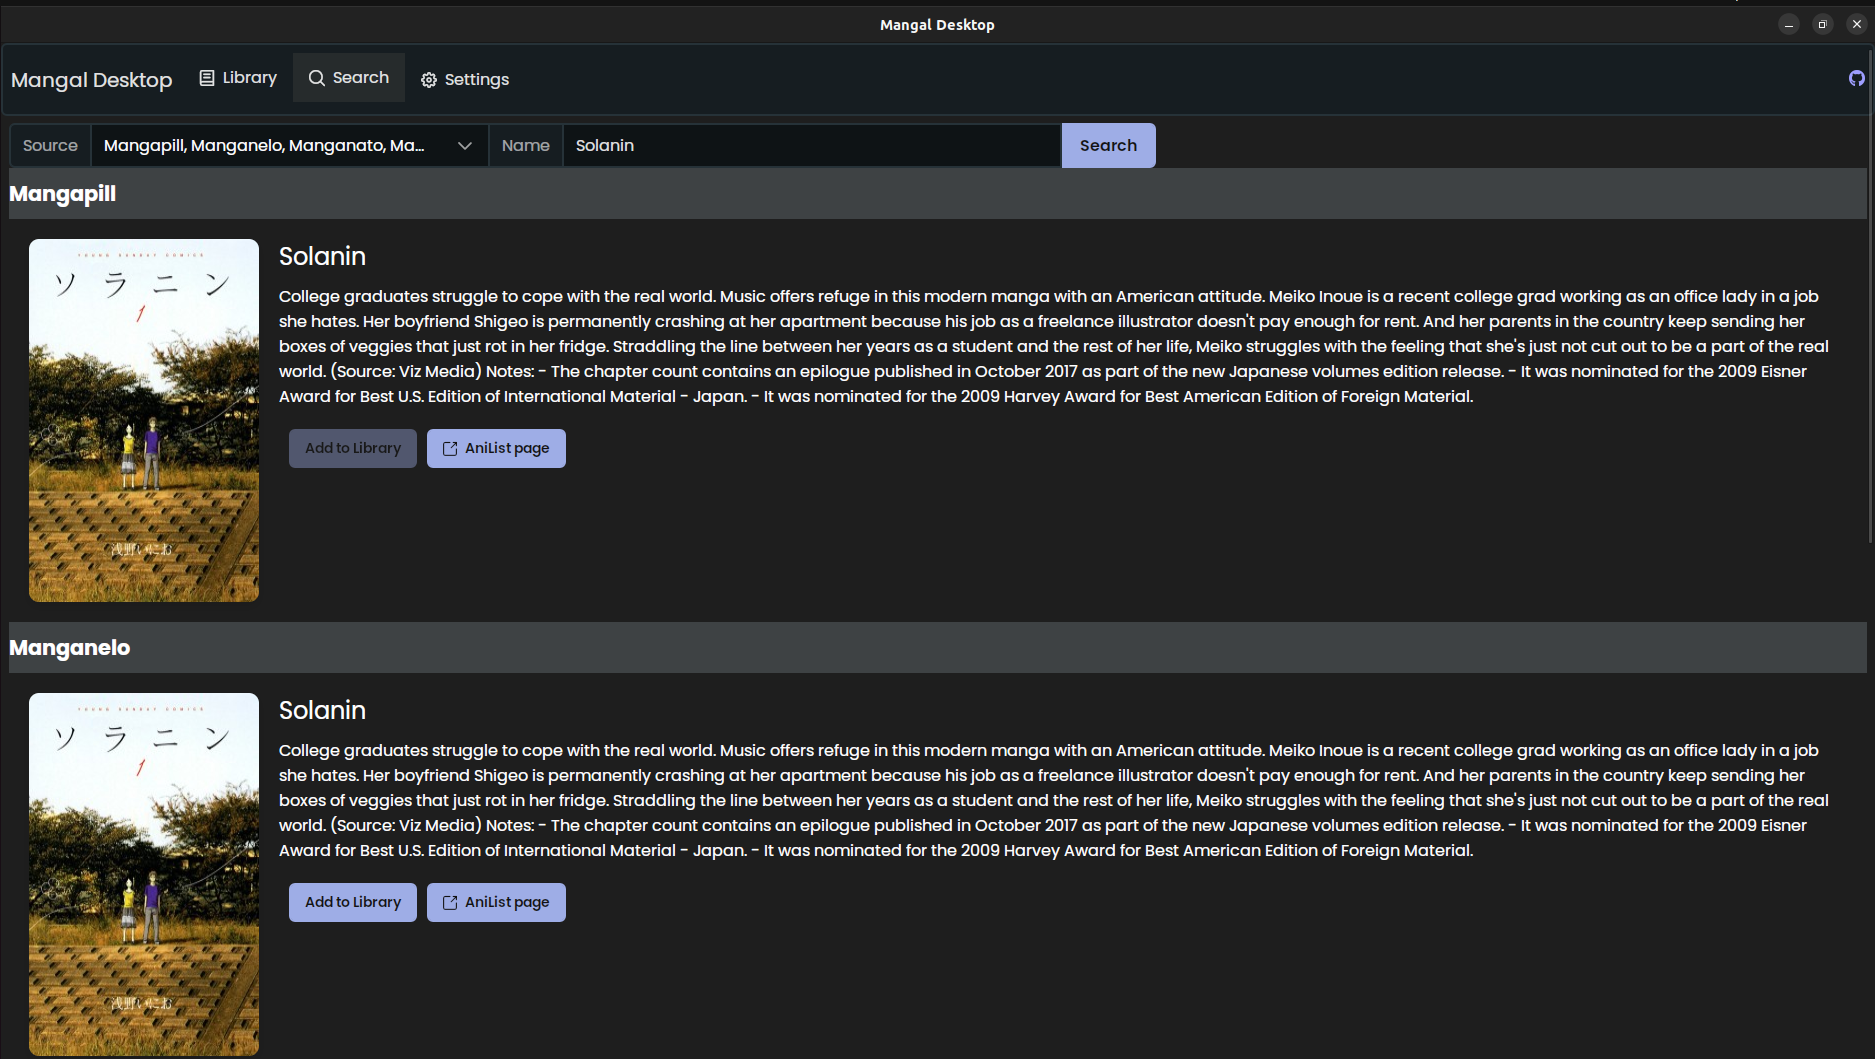 Mangal Desktop
Mangal Desktop
Library
Search
Settings
Source
Mangapill, Manganelo, Manganato, Ma...
Name
Solanin
Search
Mangapill
YOUNG SUNDAY COMICS
ソラニン
1
浅野いにお
Solanin
College graduates struggle to cope with the real world. Music offers refuge in this modern manga with an American attitude. Meiko Inoue is a recent college grad working as an office lady in a job
she hates. Her boyfriend Shigeo is permanently crashing at her apartment because his job as a freelance illustrator doesn't pay enough for rent. And her parents in the country keep sending her
boxes of veggies that just rot in her fridge. Straddling the line between her years as a student and the rest of her life, Meiko struggles with the feeling that she's just not cut out to be a part of the real
world. (Source: Viz Media) Notes: - The chapter count contains an epilogue published in October 2017 as part of the new Japanese volumes edition release. - It was nominated for the 2009 Eisner
Award for Best U.S. Edition of International Material - Japan. - It was nominated for the 2009 Harvey Award for Best American Edition of Foreign Material.
Add to Library
AniList page
Manganelo
YOUNG SUNDAY COMICS
ソラニン
1
浅野いにお
Solanin
College graduates struggle to cope with the real world. Music offers refuge in this modern manga with an American attitude. Meiko Inoue is a recent college grad working as an office lady in a job
she hates. Her boyfriend Shigeo is permanently crashing at her apartment because his job as a freelance illustrator doesn't pay enough for rent. And her parents in the country keep sending her
boxes of veggies that just rot in her fridge. Straddling the line between her years as a student and the rest of her life, Meiko struggles with the feeling that she's just not cut out to be a part of the real
world. (Source: Viz Media) Notes: - The chapter count contains an epilogue published in October 2017 as part of the new Japanese volumes edition release. - It was nominated for the 2009 Eisner
Award for Best U.S. Edition of International Material - Japan. - It was nominated for the 2009 Harvey Award for Best American Edition of Foreign Material.
Add to Library
AniList page